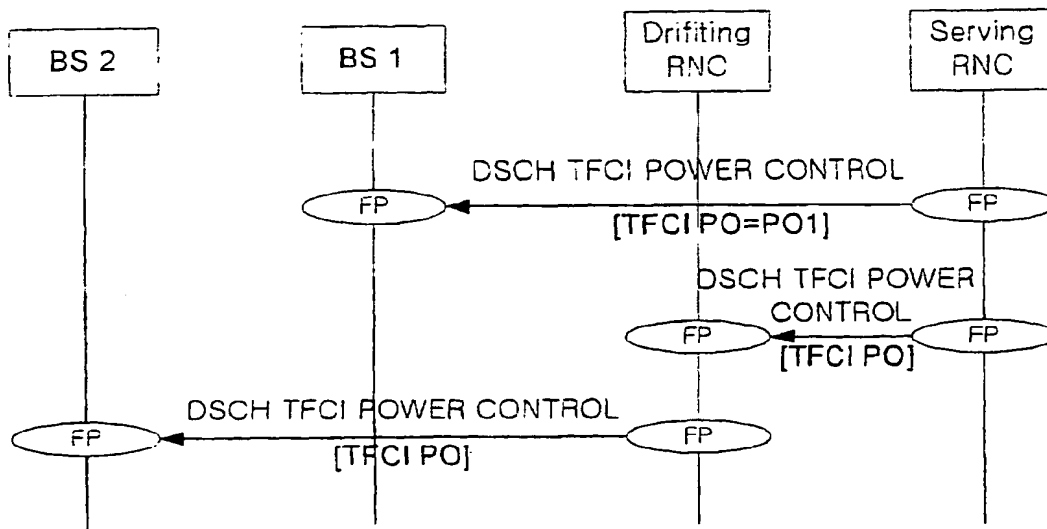 BS 2
BS 1
Drifiting
RNC
Serving
RNC
DSCH TFCI POWER CONTROL
FP
FP
[TFCI PO=PO1]
DSCH TFCI POWER
CONTROL
FP
FP
[TFCI PO]
DSCH TFCI POWER CONTROL
FP
FP
[TFCI PO]